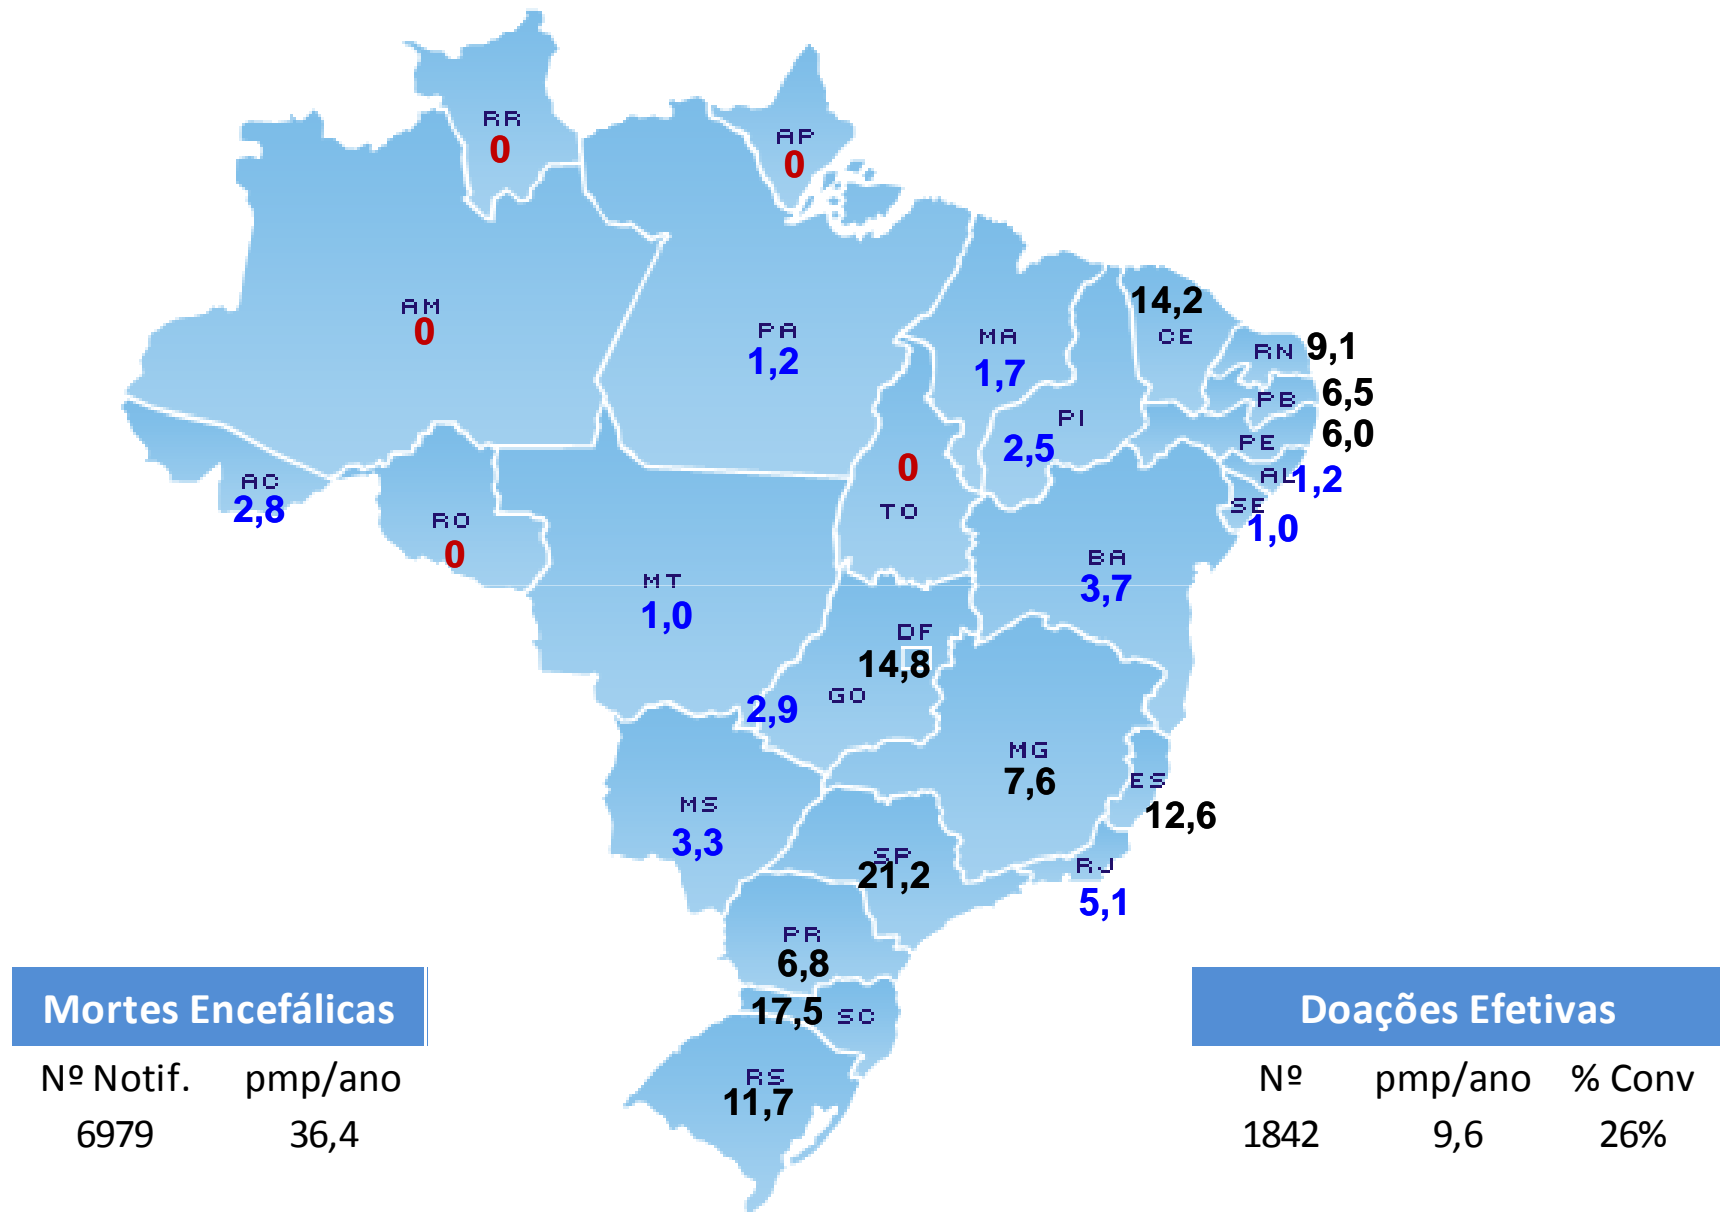 RR
0
AP
0
AM
0
PA
1,2
MA
1,7
14,2
CE
RN 9,1
PB 6,5
PI
2,5
PE 6,0
AL 1,2
SE
1,0
AC
2,8
RO
0
0
TO
BA
3,7
MT
1,0
DF
14,8
GO
2,9
MG
7,6
ES
12,6
MS
3,3
SP
21,2
RJ
5,1
PR
6,8
17,5 SC
RS
11,7
Mortes Encefálicas
Nº Notif. pmp/ano
6979 36,4
Doações Efetivas
Nº pmp/ano % Conv
1842 9,6 26%